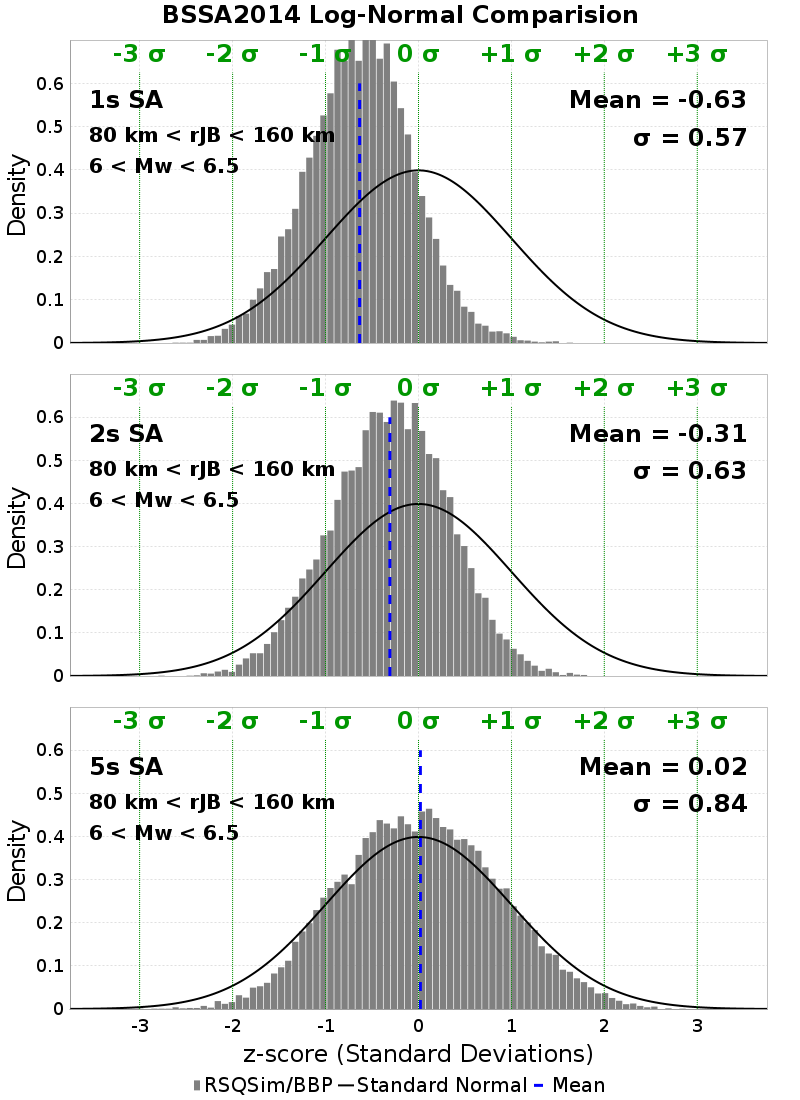 BSSA2014 Log-Normal Comparision
-3 σ -2 σ -1 σ 0 σ +1 σ +2 σ +3 σ
1s SA
80 km < rJB < 160 km
6 < Mw < 6.5
Mean = -0.63
σ = 0.57
0.6
0.5
0.4
0.3
0.2
0.1
0
Density
-3 σ -2 σ -1 σ 0 σ +1 σ +2 σ +3 σ
2s SA
80 km < rJB < 160 km
6 < Mw < 6.5
Mean = -0.31
σ = 0.63
0.6
0.5
0.4
0.3
0.2
0.1
0
Density
-3 σ -2 σ -1 σ 0 σ +1 σ +2 σ +3 σ
5s SA
80 km < rJB < 160 km
6 < Mw < 6.5
Mean = 0.02
σ = 0.84
0.6
0.5
0.4
0.3
0.2
0.1
0
Density
-3 -2 -1 0 1 2 3
z-score (Standard Deviations)
RSQSim/BBP Standard Normal Mean